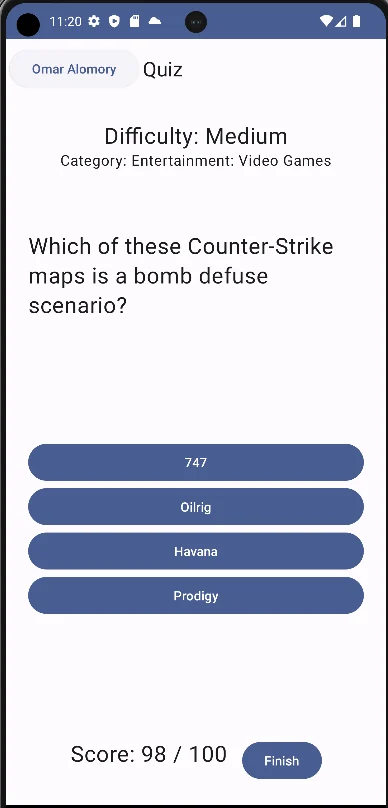 11:20
Omar Alomory Quiz
Difficulty: Medium
Category: Entertainment: Video Games
Which of these Counter-Strike
maps is a bomb defuse
scenario?
747
Oilrig
Havana
Prodigy
Score: 98 / 100 Finish